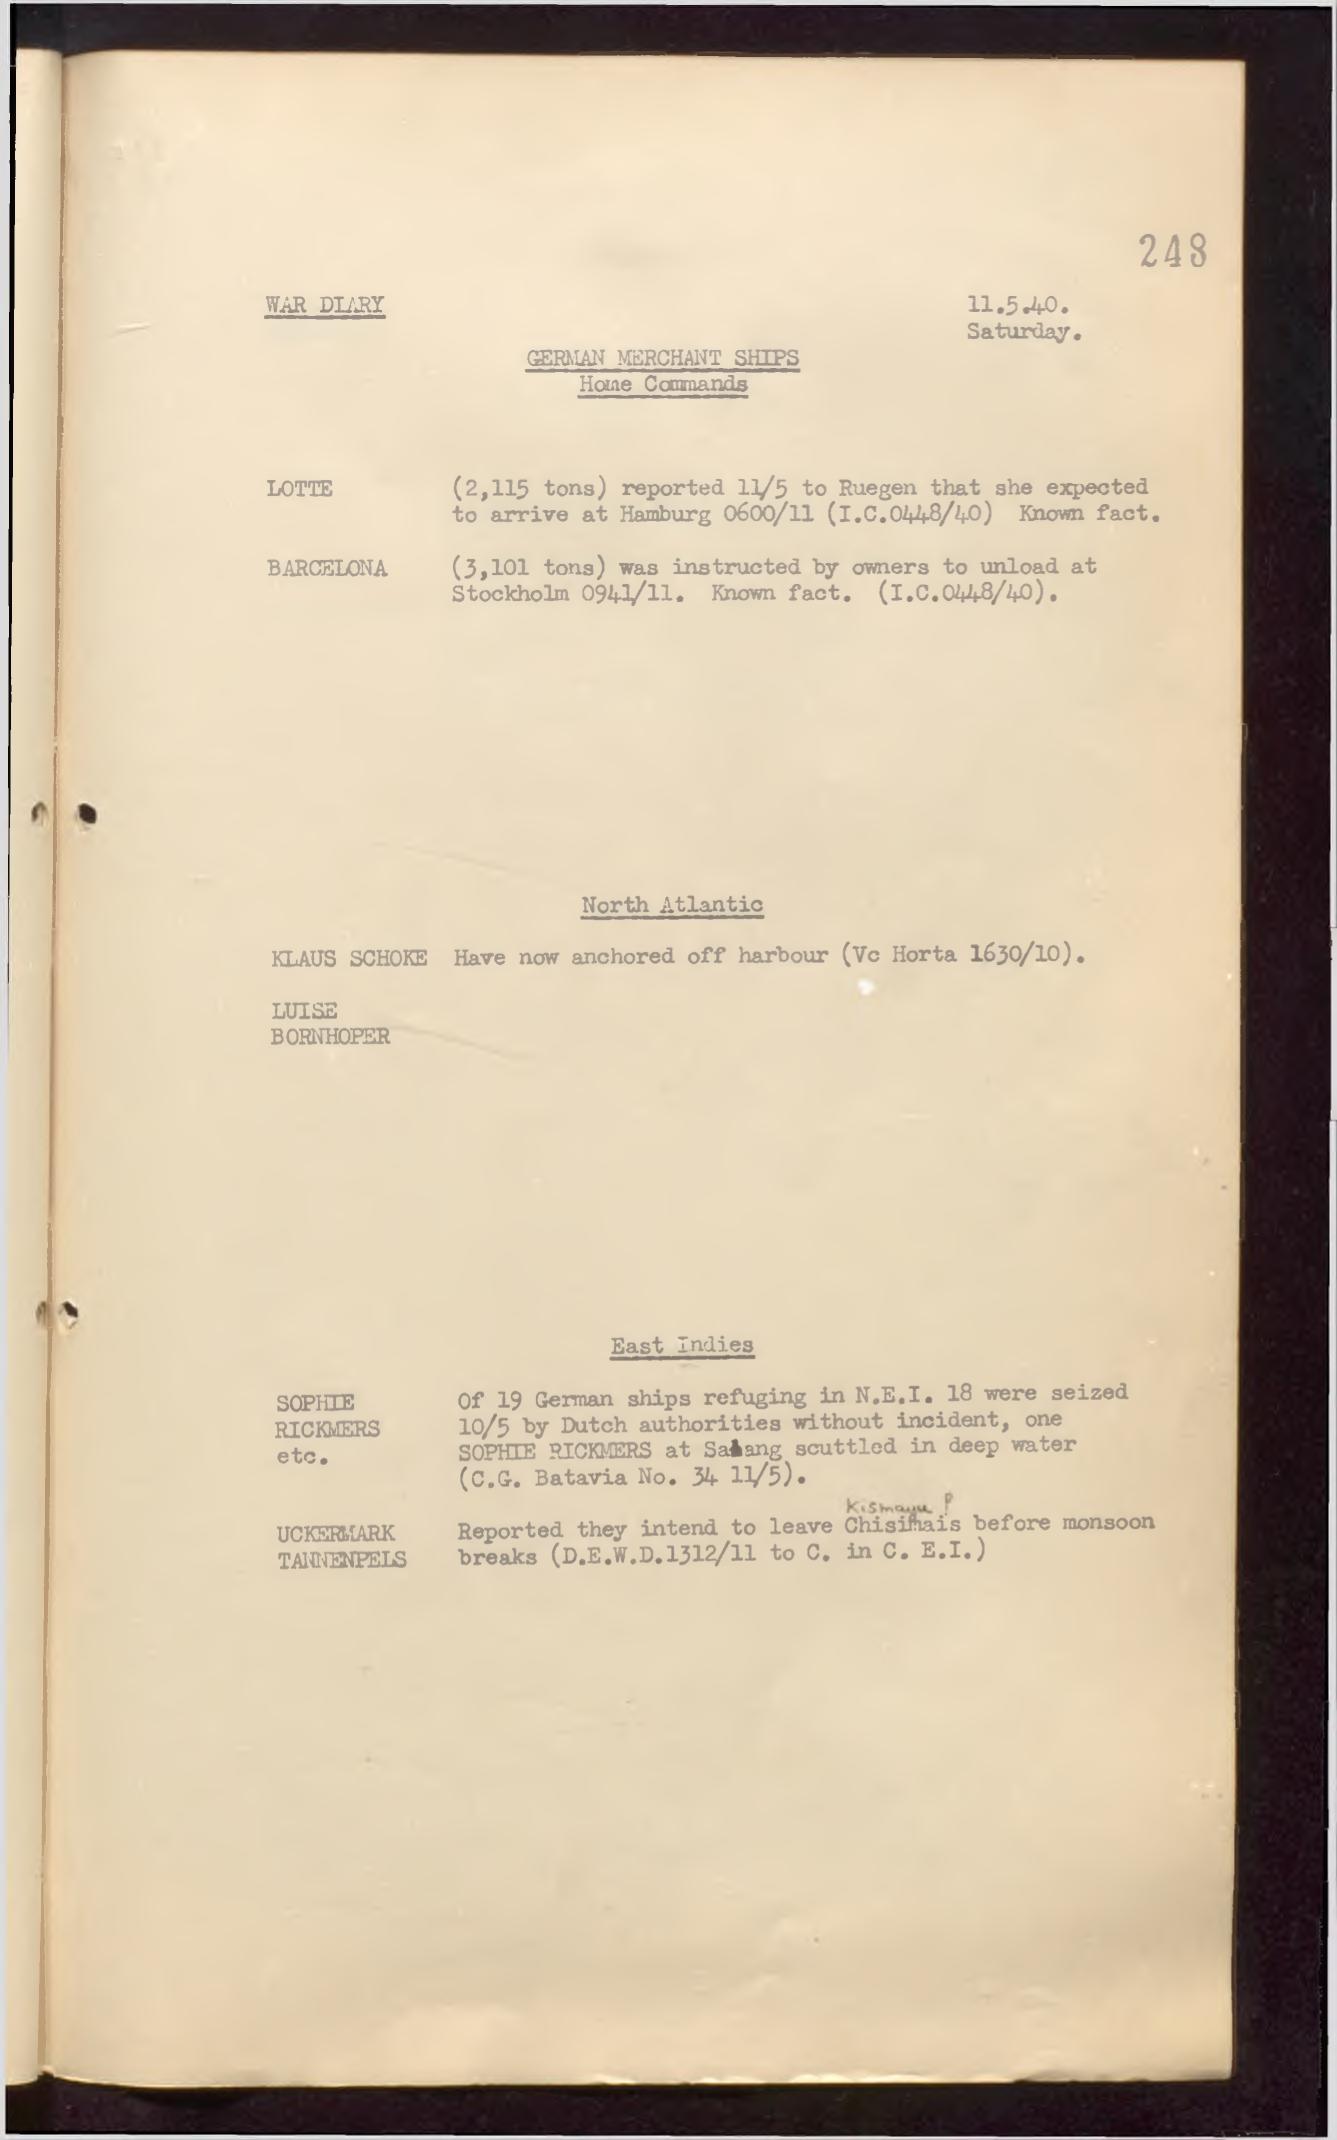 248
WAR DIARY
11.5.40.
Saturday.
GERMAN MERCHANT SHIPS
Home Commands
LOTTE (2,115 tons) reported 11/5 to Ruegen that she expected
to arrive at Hamburg 0600/11 (I.C.0448/40) Known fact.
BARCELONA (3,101 tons) was instructed by owners to unload at
Stockholm 0941/11. Known fact. (I.C.0448/40).
North Atlantic
KLAUS SCHOKE Have now anchored off harbour (Vc Horta 1630/10).
LUISE
BORNHOPER
East Indies
SOPHIE Of 19 German ships refuging in N.E.I. 18 were seized
RICKMERS 10/5 by Dutch authorities without incident, one
etc. SOPHIE RICKMERS at Sabang scuttled in deep water
(C.G. Batavia No. 34 11/5).
Kismayu ?
UCKERMARK Reported they intend to leave Chisimais before monsoon
TANNENPELS breaks (D.E.W.D.1312/11 to C. in C. E.I.)